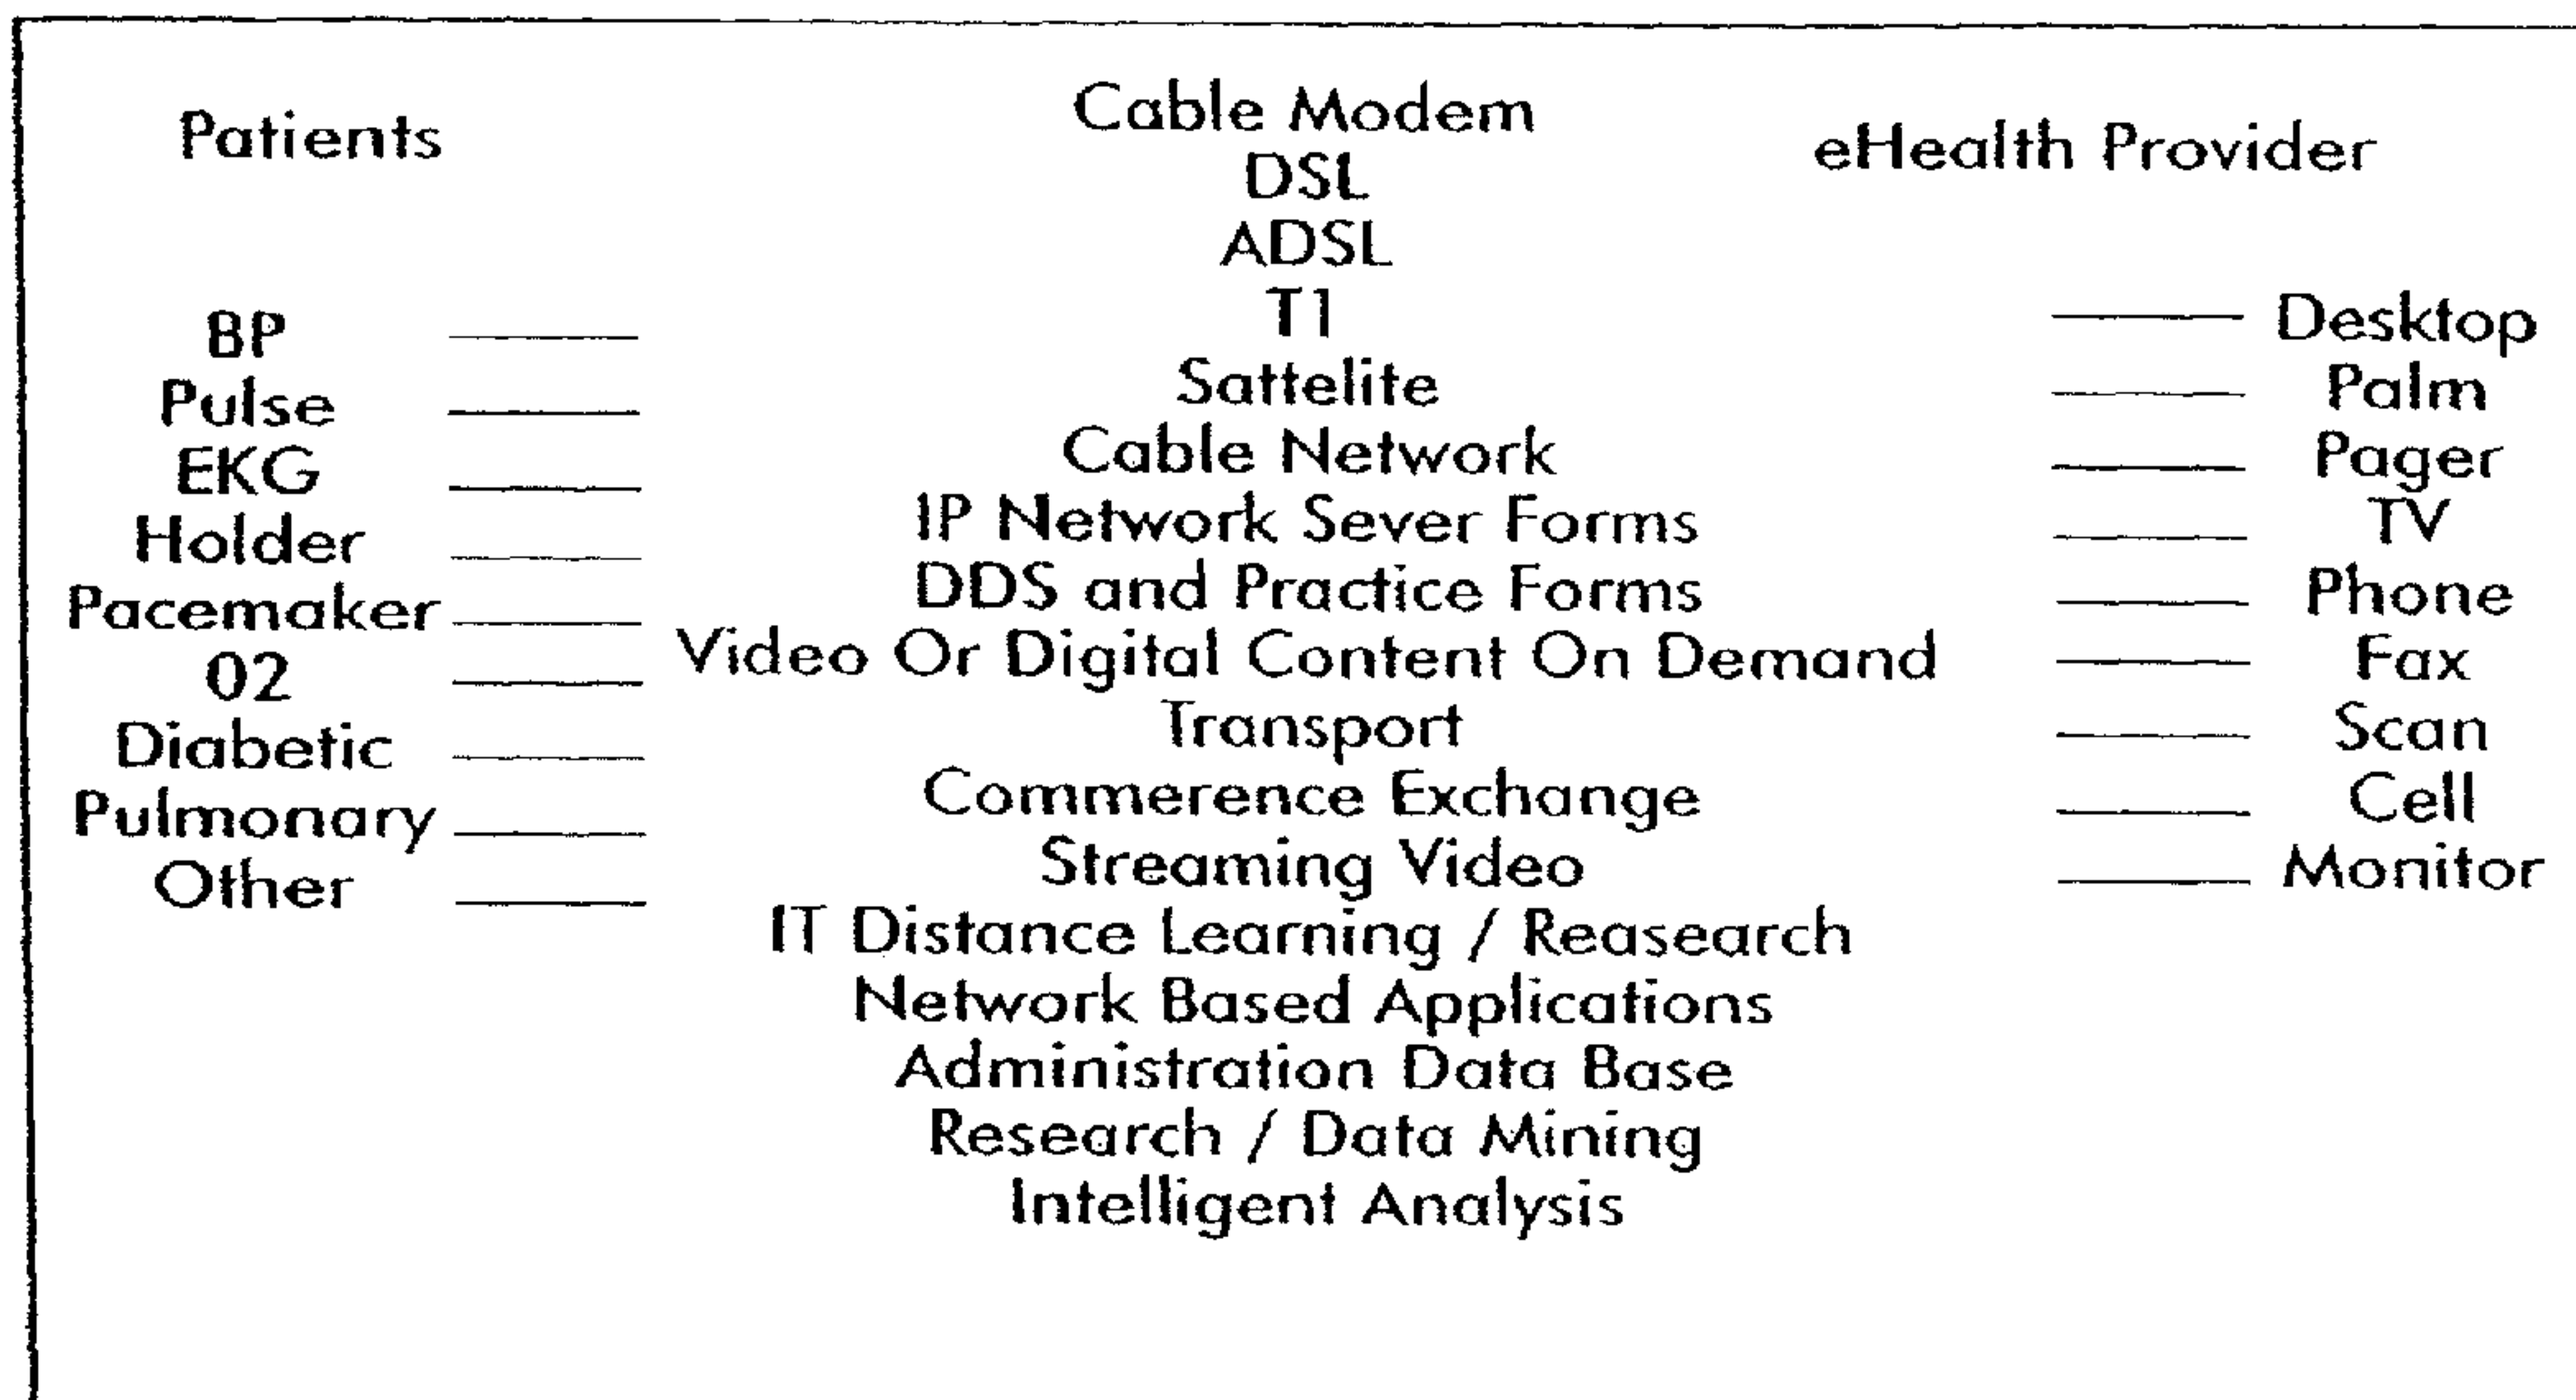 Patients
BP
Pulse
EKG
Holder
Pacemaker
02
Diabetic
Pulmonary
Other
Cable Modem
DSL
ADSL
T1
Sattelite
Cable Network
IP Network Sever Forms
DDS and Practice Forms
Video Or Digital Content On Demand
Transport
Commerence Exchange
Streaming Video
IT Distance Learning / Reasearch
Network Based Applications
Administration Data Base
Research / Data Mining
Intelligent Analysis
eHealth Provider
Desktop
Palm
Pager
TV
Phone
Fax
Scan
Cell
Monitor